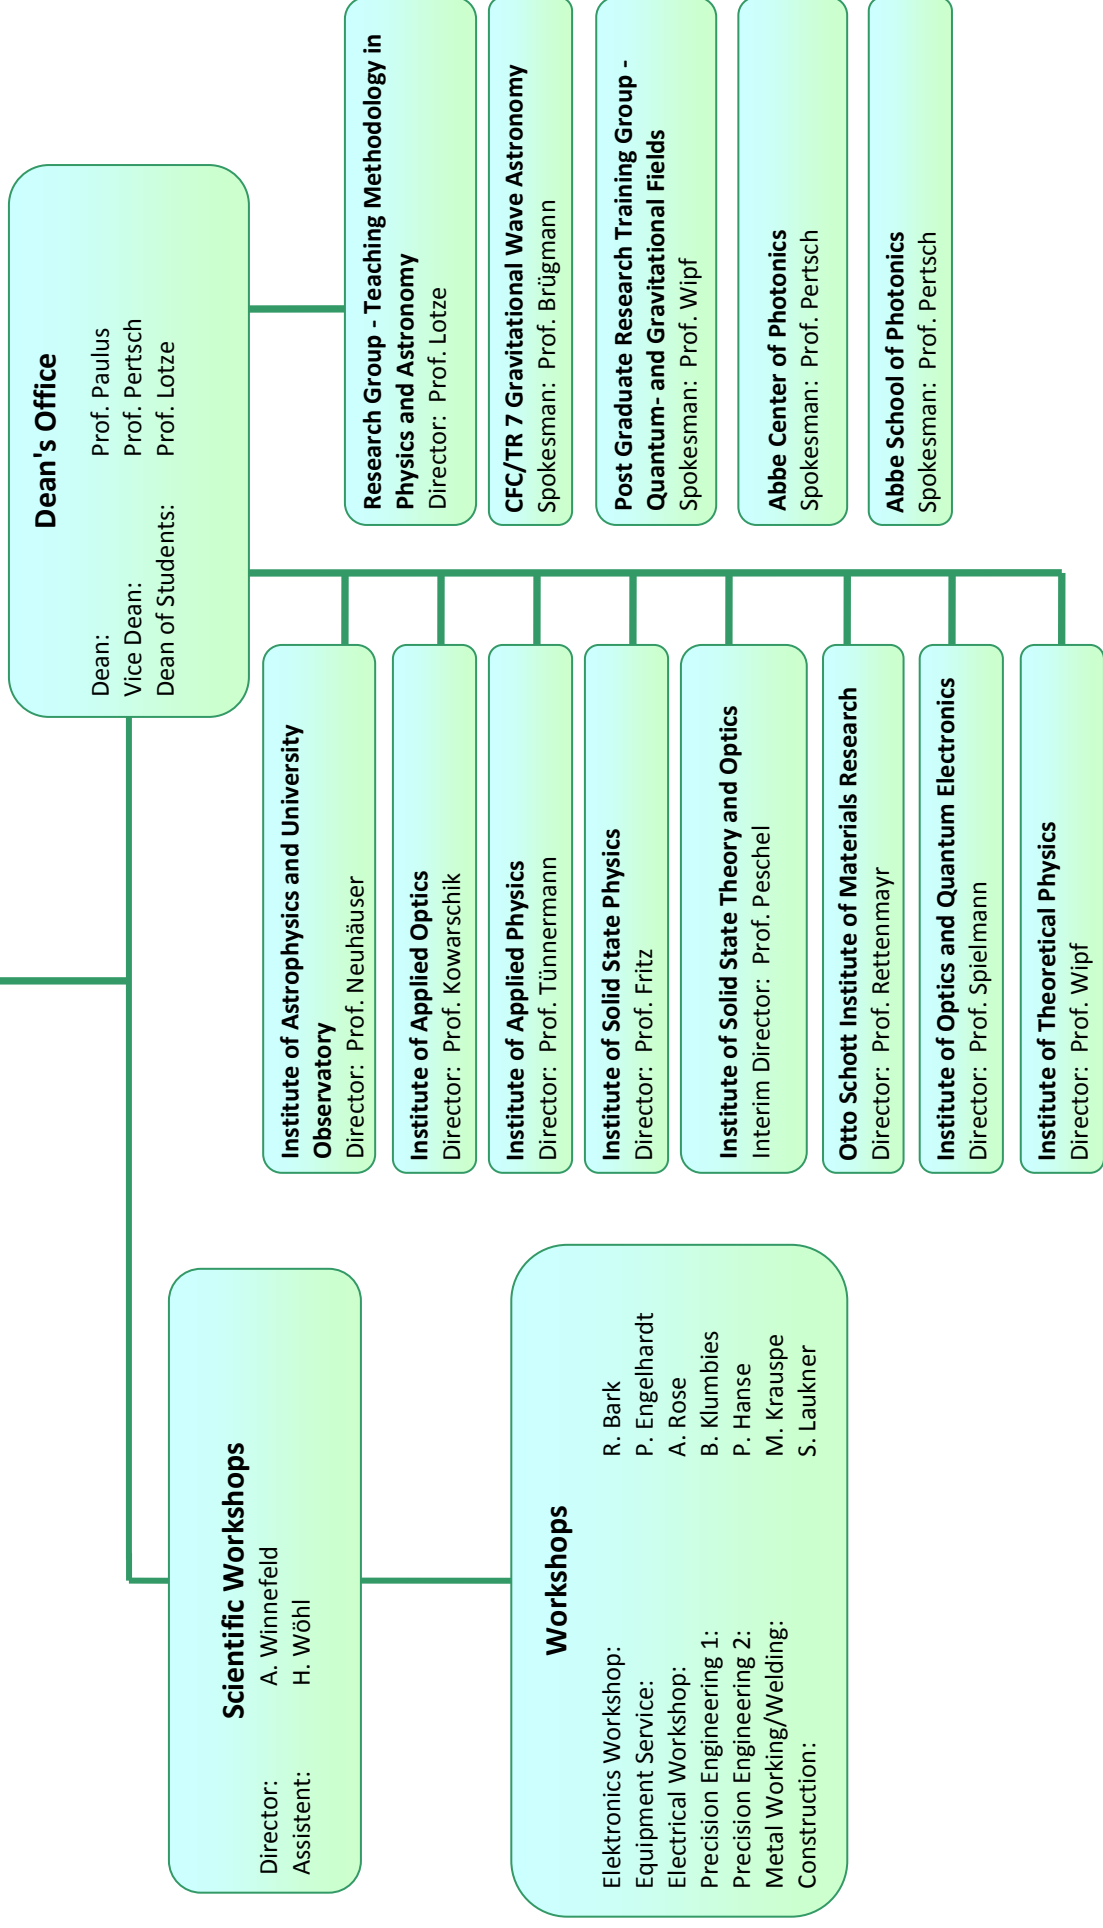 Dean's Office
Dean: Prof. Paulus
Vice Dean: Prof. Pertsch
Dean of Students: Prof. Lotze
Scientific Workshops
Director: A. Winnefeld
Assistent: H. Wöhl
Workshops
Elektronics Workshop: R. Bark
Equipment Service: P. Engelhardt
Electrical Workshop: A. Rose
Precision Engineering 1: B. Klumbies
Precision Engineering 2: P. Hanse
Metal Working/Welding: M. Krauspe
Construction: S. Laukner
Institute of Astrophysics and University
Observatory
Director: Prof. Neuhäuser
Institute of Applied Optics
Director: Prof. Kowarschik
Institute of Applied Physics
Director: Prof. Tünnermann
Institute of Solid State Physics
Director: Prof. Fritz
Institute of Solid State Theory and Optics
Interim Director: Prof. Peschel
Otto Schott Institute of Materials Research
Director: Prof. Rettenmayr
Institute of Optics and Quantum Electronics
Director: Prof. Spielmann
Institute of Theoretical Physics
Director: Prof. Wipf
Research Group - Teaching Methodology in
Physics and Astronomy
Director: Prof. Lotze
CFC/TR 7 Gravitational Wave Astronomy
Spokesman: Prof. Brügmann
Post Graduate Research Training Group -
Quantum- and Gravitational Fields
Spokesman: Prof. Wipf
Abbe Center of Photonics
Spokesman: Prof. Pertsch
Abbe School of Photonics
Spokesman: Prof. Pertsch